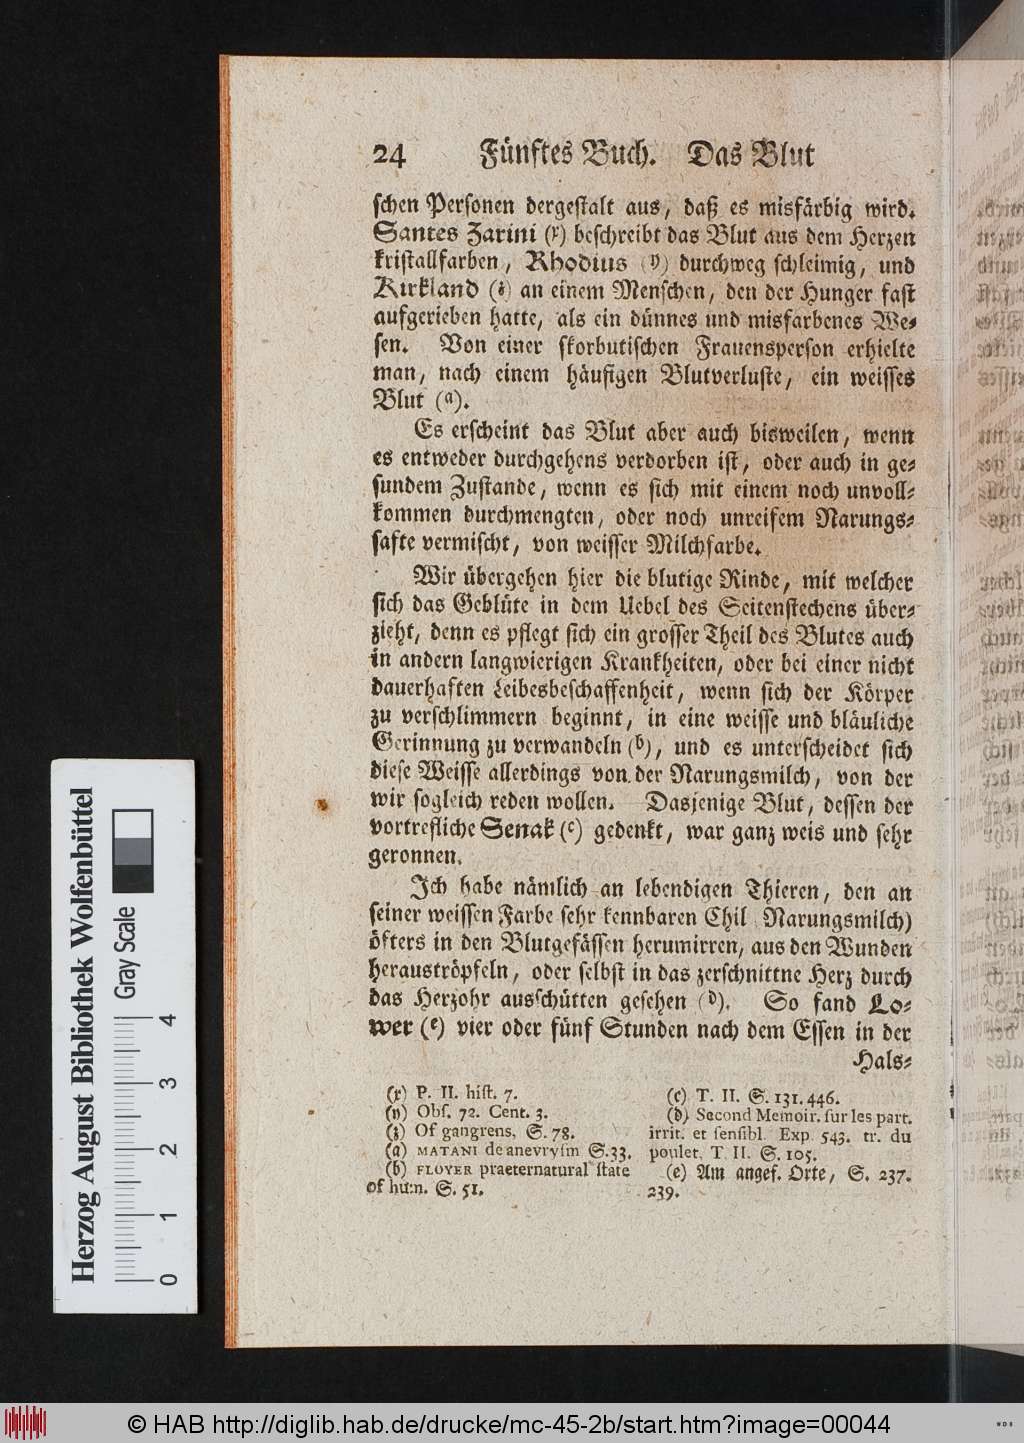 24 Fünftes Buch. Das Blut
ſchen Perſonen dergeſtalt aus, daß es misfärbig wird.
Santes Zarini (x) beſchreibt das Blut aus dem Herzen
kriſtallfarben, Rhodius (y) durchweg ſchleimig, und
Kirkland (z) an einem Menſchen, den der Hunger faſt
aufgerieben hatte, als ein dünnes und misfarbenes We-
ſen. Von einer ſkorbutiſchen Frauensperſon erhielte
man, nach einem häufigen Blutverluſte, ein weiſſes
Blut (a).
Es erſcheint das Blut aber auch bisweilen, wenn
es entweder durchgehens verdorben iſt, oder auch in ge-
ſundem Zuſtande, wenn es ſich mit einem noch unvoll-
kommen durchmengten, oder noch unreifem Narungs-
ſafte vermiſcht, von weiſſer Milchfarbe.
Wir übergehen hier die blutige Rinde, mit welcher
ſich das Geblüte in dem Uebel des Seitenſtechens über-
zieht, denn es pflegt ſich ein groſſer Theil des Blutes auch
in andern langwierigen Krankheiten, oder bei einer nicht
dauerhaften Leibesbeſchaffenheit, wenn ſich der Körper
zu verſchlimmern beginnt, in eine weiſſe und bläuliche
Gerinnung zu verwandeln (b), und es unterſcheidet ſich
dieſe Weiſſe allerdings von der Narungsmilch, von der
wir ſogleich reden wollen. Dasjenige Blut, deſſen der
vortrefliche Senak (c) gedenkt, war ganz weis und ſehr
geronnen.
Ich habe nämlich an lebendigen Thieren, den an
ſeiner weiſſen Farbe ſehr kennbaren Chil Narungsmilch)
öfters in den Blutgefäſſen herumirren, aus den Wunden
herauströpfeln, oder ſelbſt in das zerſchnittne Herz durch
das Herzohr ausſchütten geſehen (d). So fand Lo-
wer (e) vier oder fünf Stunden nach dem Eſſen in der
Hals-
(x) P. II. hiſt. 7.
(y) Obſ. 72. Cent. 3.
(z) Of gangrens, S. 78.
(a) MATANI de anevryſm S. 33.
(b) FLOYER praeternatural ſtate
of hum. S. 51.
(c) T. II. S. 131. 446.
(d) Second Memoir. ſur les part.
irrit. et ſenſibl. Exp. 543. tr. du
poulet, T. II. S. 105.
(e) Am angeſ. Orte, S. 237.
239.
Herzog August Bibliothek Wolfenbüttel
Gray Scale
0 1 2 3 4
© HAB http://diglib.hab.de/drucke/mc-45-2b/start.htm?image=00044